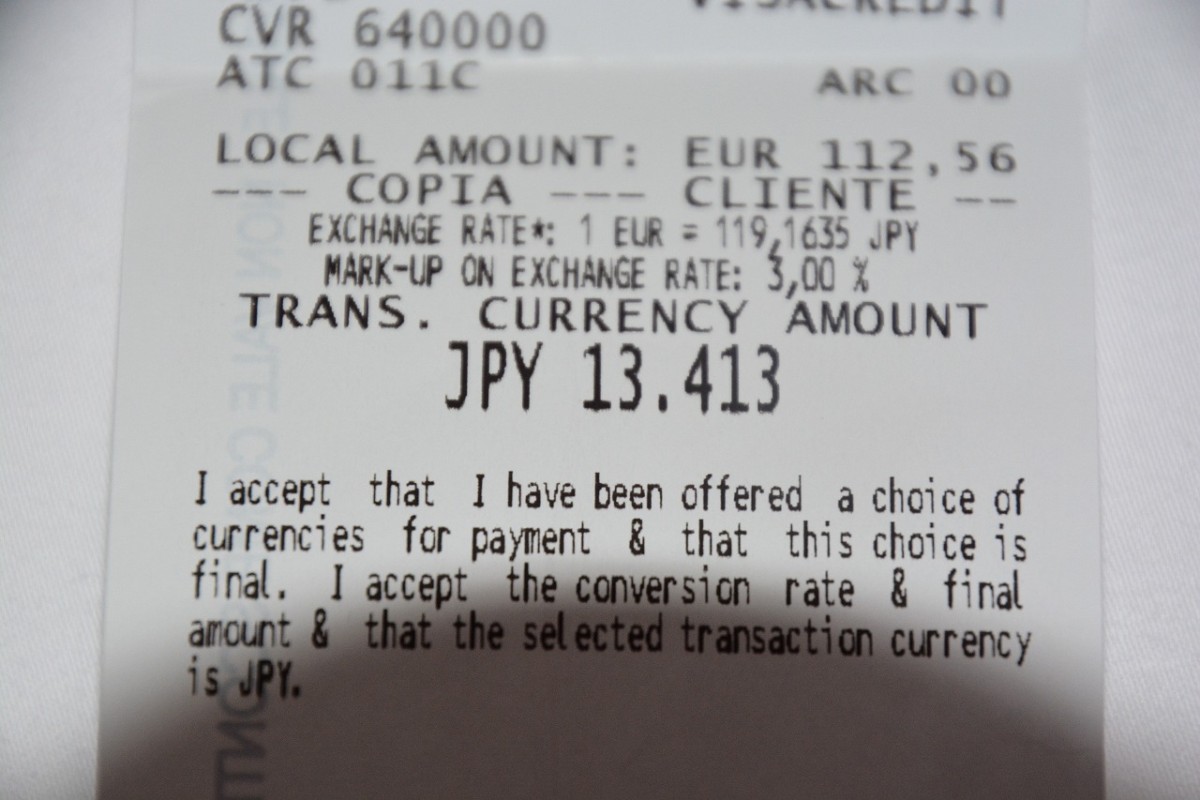 VISACREDIT
CVR 640000
ATC 011C ARC 00
LOCAL AMOUNT: EUR 112,56
--- COPIA --- CLIENTE --
EXCHANGE RATE*: 1 EUR = 119,1635 JPY
MARK-UP ON EXCHANGE RATE: 3,00 %
TRANS. CURRENCY AMOUNT
JPY 13.413
I accept that I have been offered a choice of
currencies for payment & that this choice is
final. I accept the conversion rate & final
amount & that the selected transaction currency
is JPY.